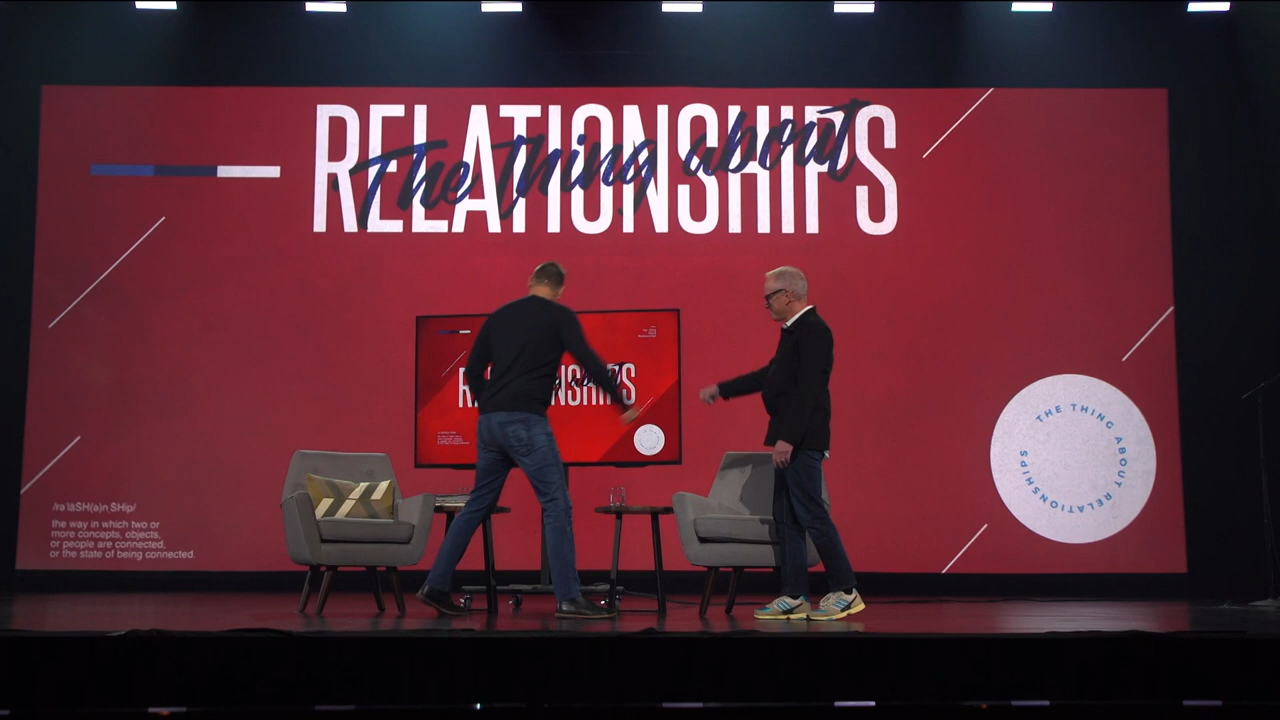 The thing about
RELATIONSHIPS
RELATIONSHIPS
THE THING ABOUT RELATIONSHIPS
/rəˈlāSH(ə)nˌSHip/
the way in which two or
more concepts, objects,
or people are connected,
or the state of being connected.